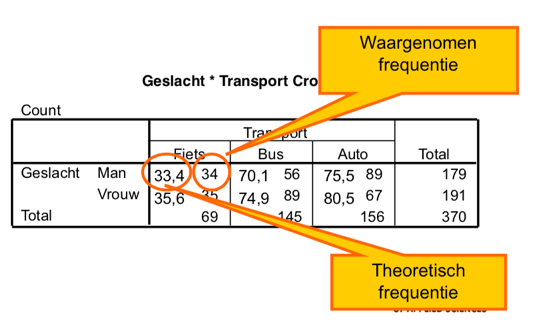 Waargenomen
frequentie
Geslacht * Transport Cro
Count
Transport
Fiets Bus Auto Total
Geslacht Man 33,4 34 70,1 56 75,5 89 179
Vrouw 35,6 35 74,9 89 80,5 67 191
Total 69 145 156 370
Theoretisch
frequentie